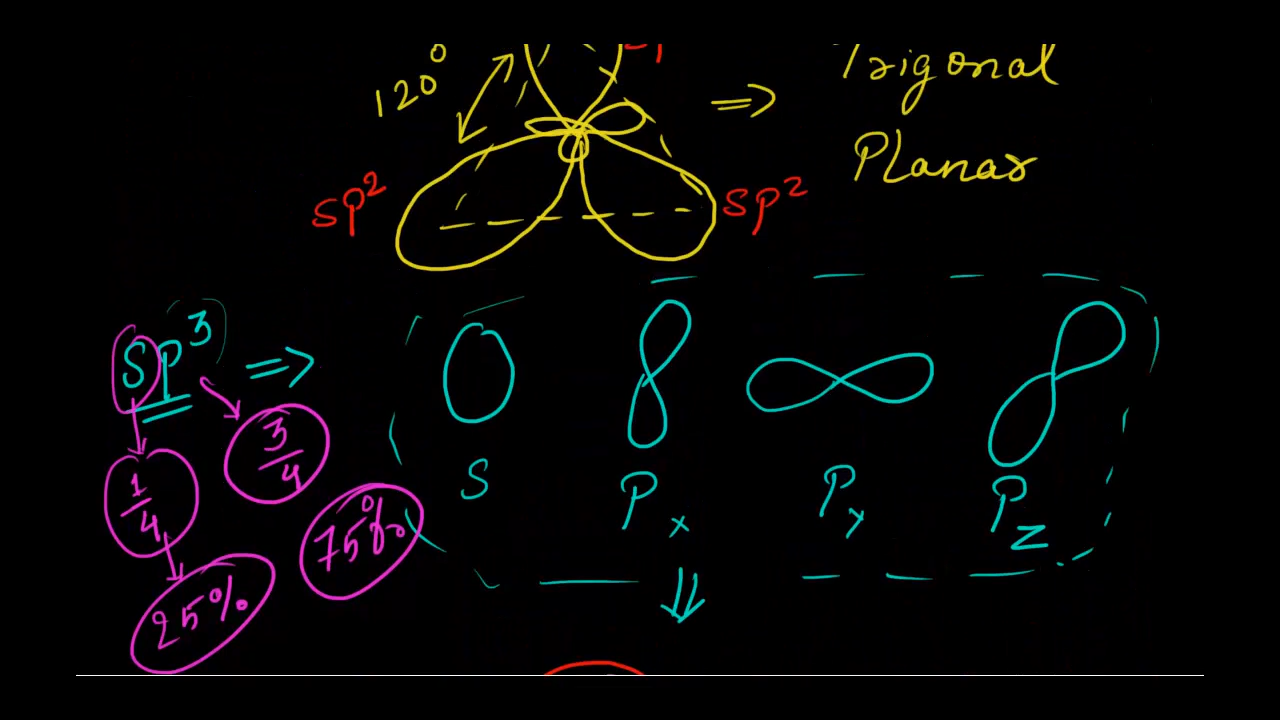 120°
Trigonal
Planar
sp²
sp²
sp³ ⇒
1/4
3/4
25%
75%
S
Px
Py
Pz